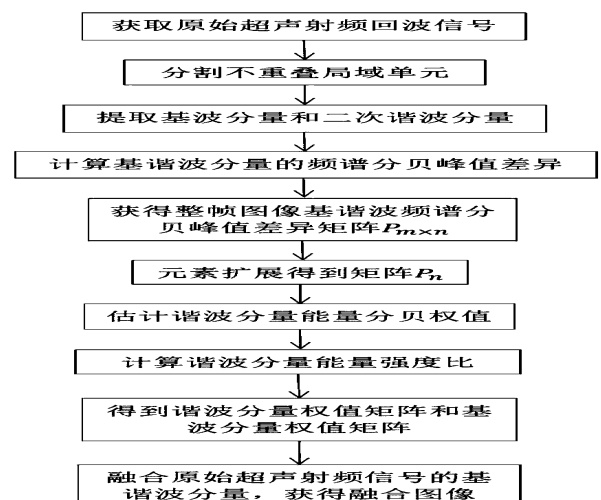 获取原始超声射频回波信号
分割不重叠局域单元
提取基波分量和二次谐波分量
计算基谐波分量的频谱分贝峰值差异
获得整帧图像基谐波频谱分
贝峰值差异矩阵Pm×n
元素扩展得到矩阵Pn
估计谐波分量能量分贝权值
计算谐波分量能量强度比
得到谐波分量权值矩阵和基
波分量权值矩阵
融合原始超声射频信号的基
谐波分量，获得融合图像